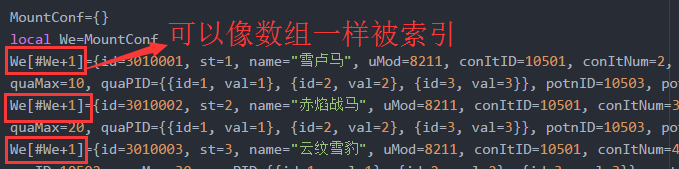 MountConf={}
local We=MountConf
可以像数组一样被索引
We[#We+1]={id=3010001, st=1, name="雪卢马", uMod=8211, conItID=10501, conItNum=2,
quaMax=10, quaPID={{id=1, val=1}, {id=2, val=2}, {id=3, val=3}}, potnID=10503, po
We[#We+1]={id=3010002, st=2, name="赤焰战马", uMod=8211, conItID=10501, conItNum=3
quaMax=20, quaPID={{id=1, val=1}, {id=2, val=2}, {id=3, val=3}}, potnID=10503, po
We[#We+1]={id=3010003, st=3, name="云纹雪豹", uMod=8211, conItID=10501, conItNum=4